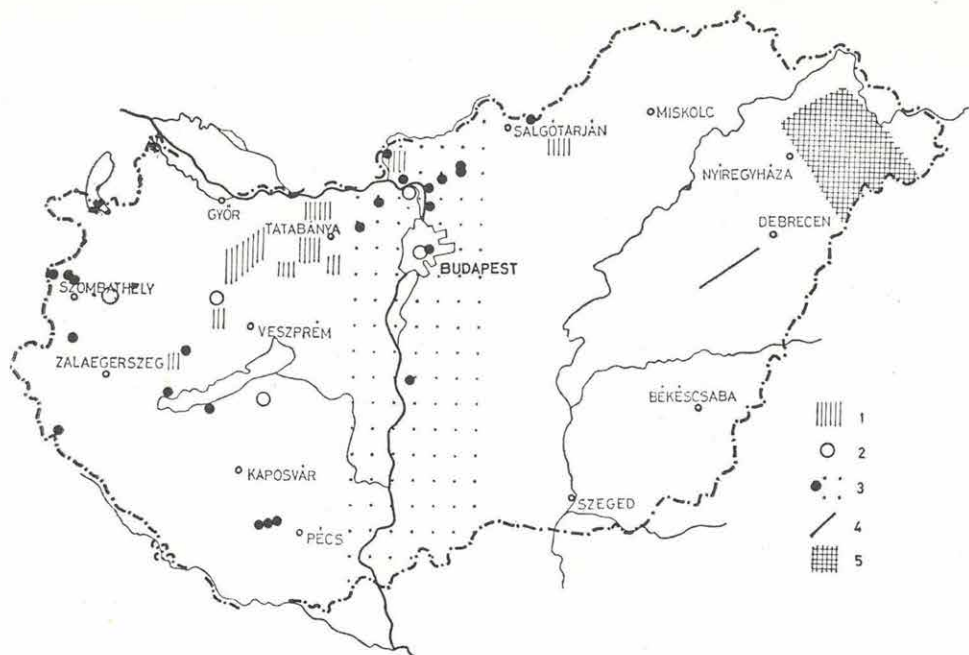 MISKOLC
SALGÓTARJÁN
NYÍREGYHÁZA
GYŐR
DEBRECEN
TATABÁNYA
BUDAPEST
SZOMBATHELY
VESZPRÉM
ZALAEGERSZEG
BÉKÉSCSABA
KAPOSVÁR
SZEGED
PÉCS
1
2
3
4
5